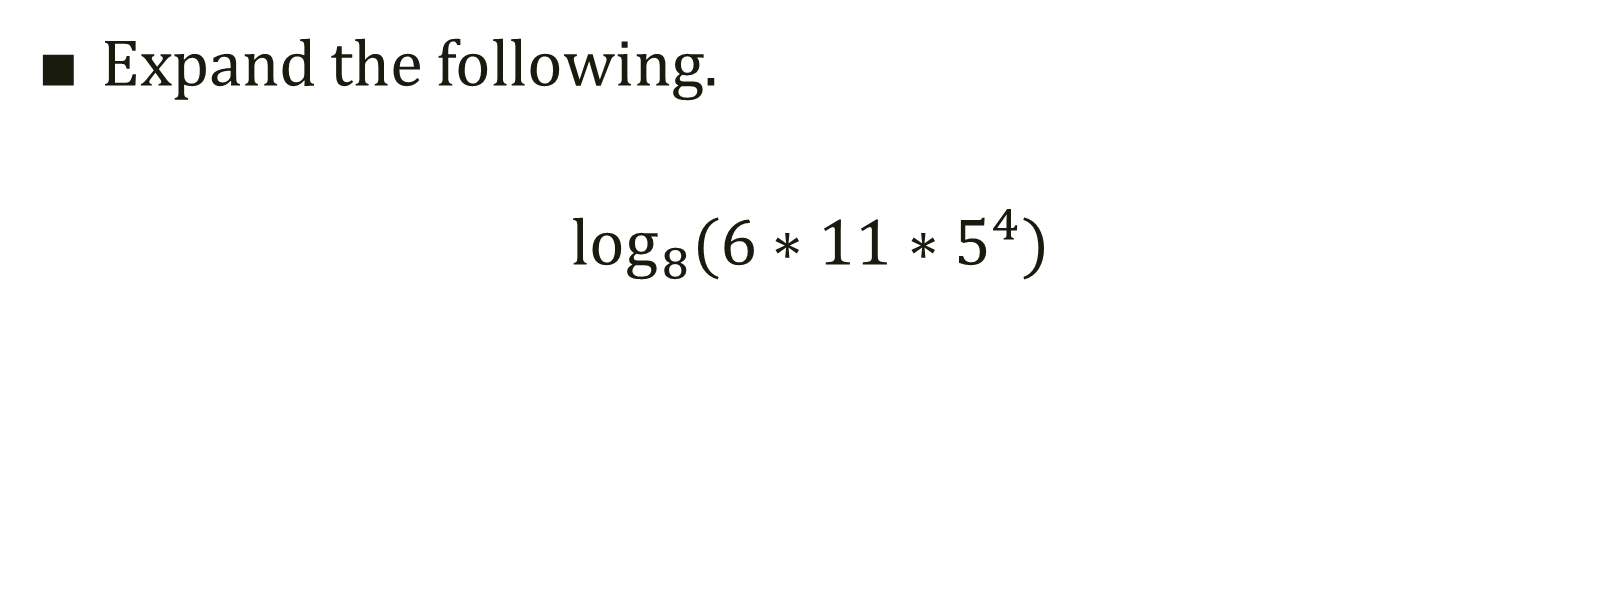 ■ Expand the following.
log₈(6 * 11 * 5⁴)